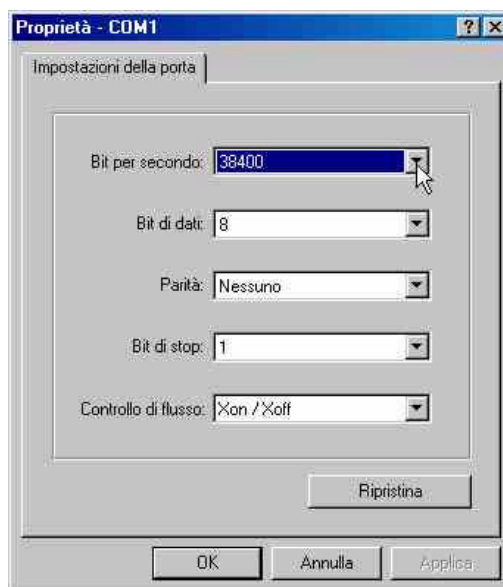 Proprietà - COM1
Impostazioni della porta
Bit per secondo: 38400
Bit di dati: 8
Parità: Nessuno
Bit di stop: 1
Controllo di flusso: Xon / Xoff
Ripristina
OK Annulla Applica